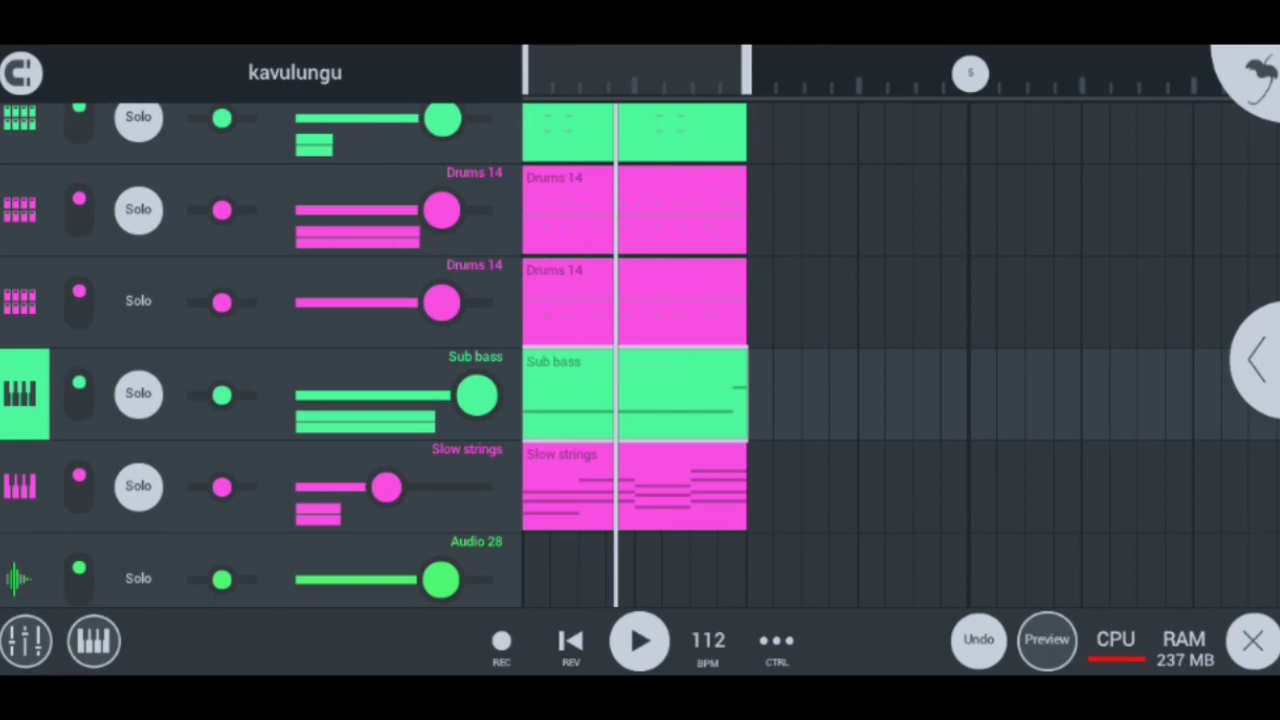 kavulungu
5
Solo
Drums 14
Drums 14
Solo
Drums 14
Drums 14
Solo
Sub bass
Sub bass
Solo
Slow strings
Slow strings
Solo
Audio 28
Solo
REC
REV
112
BPM
CTRL
Undo
Preview
CPU
RAM
237 MB